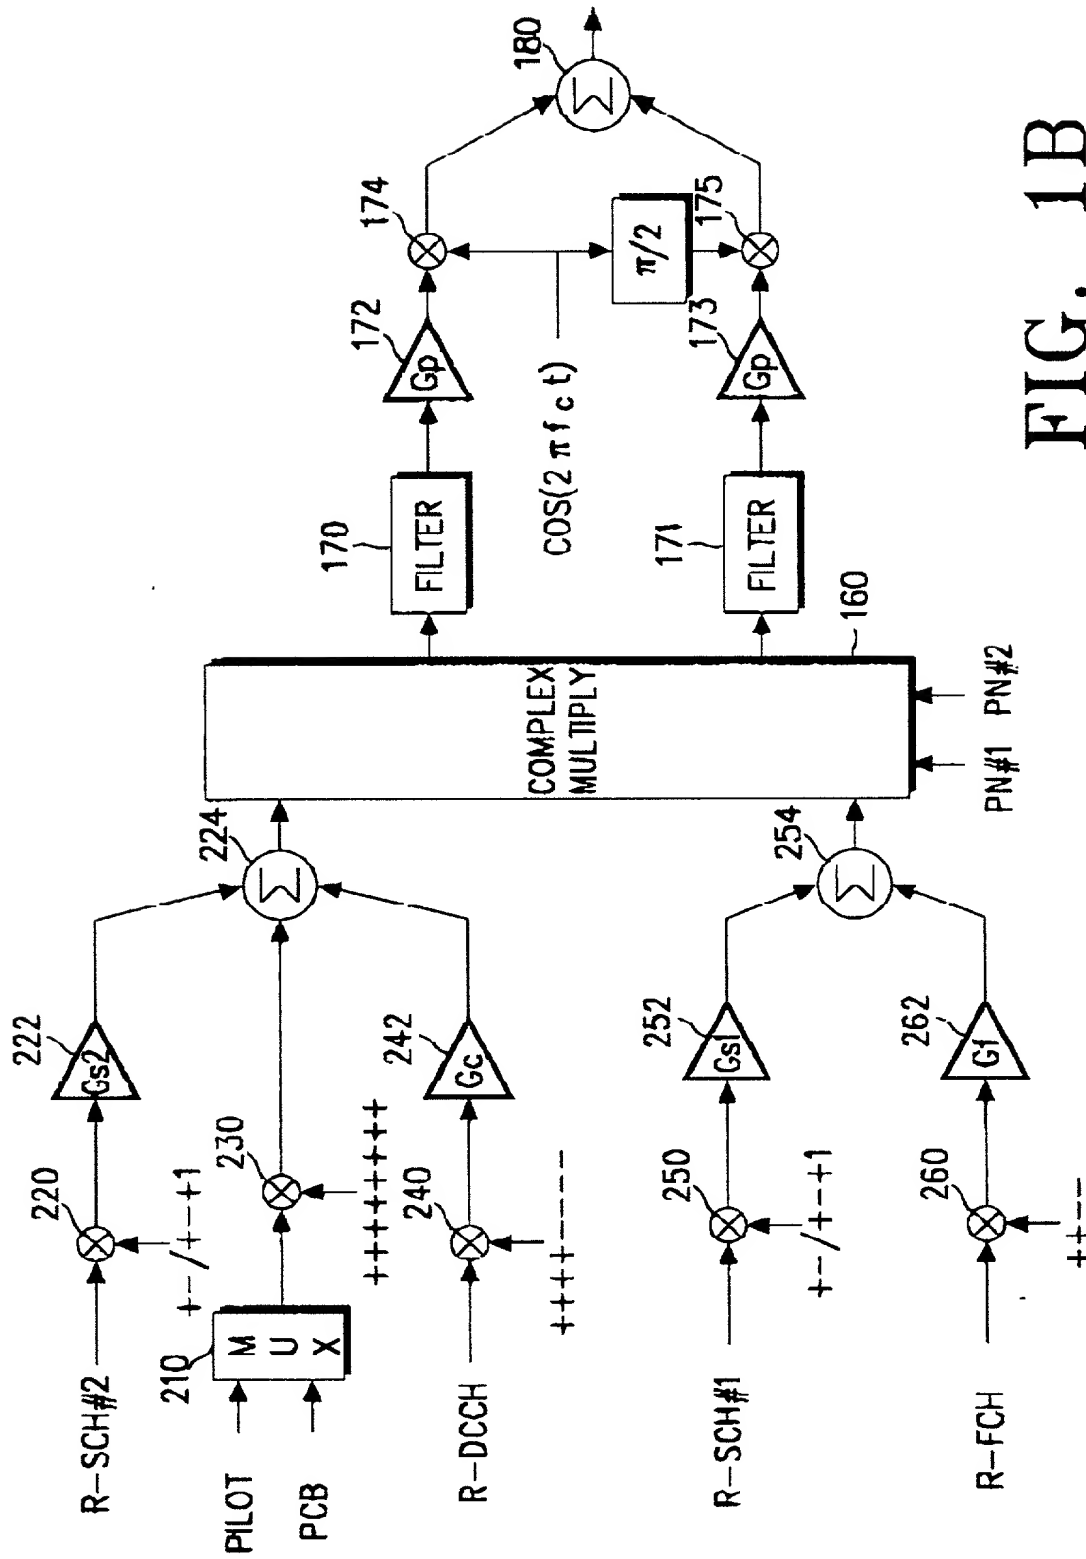 R-SCH#2
220
+-/+--+1
Gs2
222
PILOT
PCB
210
M
U
X
230
++++++++
R-DCCH
240
++++----
Gc
242
224
Σ
R-SCH#1
250
+-/+--+1
Gs1
252
R-FCH
260
++--
Gf
262
254
Σ
COMPLEX
MULTIPLY
160
PN#1
PN#2
170
FILTER
172
Gp
174
COS(2πfct)
π/2
171
FILTER
173
Gp
175
180
Σ
FIG. 1B